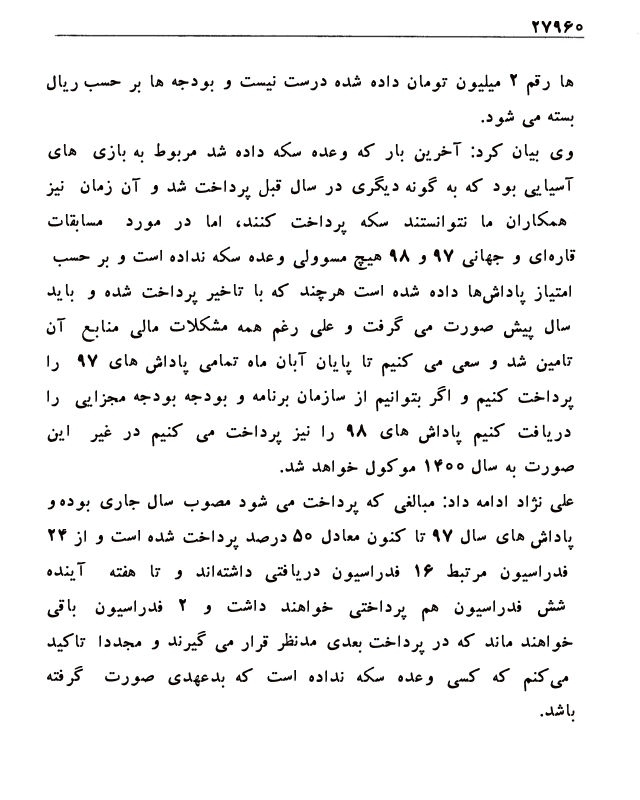 ۲۷۹۶۰
ها رقم ۲ میلیون تومان داده شده درست نیست و بودجه ها بر حسب ریال
بسته می شود.
وی بیان کرد: آخرین بار که وعده سکه داده شد مربوط به بازی های
آسیایی بود که به گونه دیگری در سال قبل پرداخت شد و آن زمان نیز
همکاران ما نتوانستند سکه پرداخت کنند، اما در مورد مسابقات
قاره‌ای و جهانی ۹۷ و ۹۸ هیچ مسوولی وعده سکه نداده است و بر حسب
امتیاز پاداش‌ها داده شده است هرچند که با تاخیر پرداخت شده و باید
سال پیش صورت می گرفت و علی رغم همه مشکلات مالی منابع آن
تامین شد و سعی می کنیم تا پایان آبان ماه تمامی پاداش های ۹۷ را
پرداخت کنیم و اگر بتوانیم از سازمان برنامه و بودجه بودجه مجزایی را
دریافت کنیم پاداش های ۹۸ را نیز پرداخت می کنیم در غیر این
صورت به سال ۱۴۰۰ موکول خواهد شد.
علی نژاد ادامه داد: مبالغی که پرداخت می شود مصوب سال جاری بوده و
پاداش های سال ۹۷ تا کنون معادل ۵۰ درصد پرداخت شده است و از ۲۴
فدراسیون مرتبط ۱۶ فدراسیون دریافتی داشته‌اند و تا هفته آینده
شش فدراسیون هم پرداختی خواهند داشت و ۲ فدراسیون باقی
خواهند ماند که در پرداخت بعدی مدنظر قرار می گیرند و مجددا تاکید
می‌کنم که کسی وعده سکه نداده است که بدعهدی صورت گرفته
باشد.